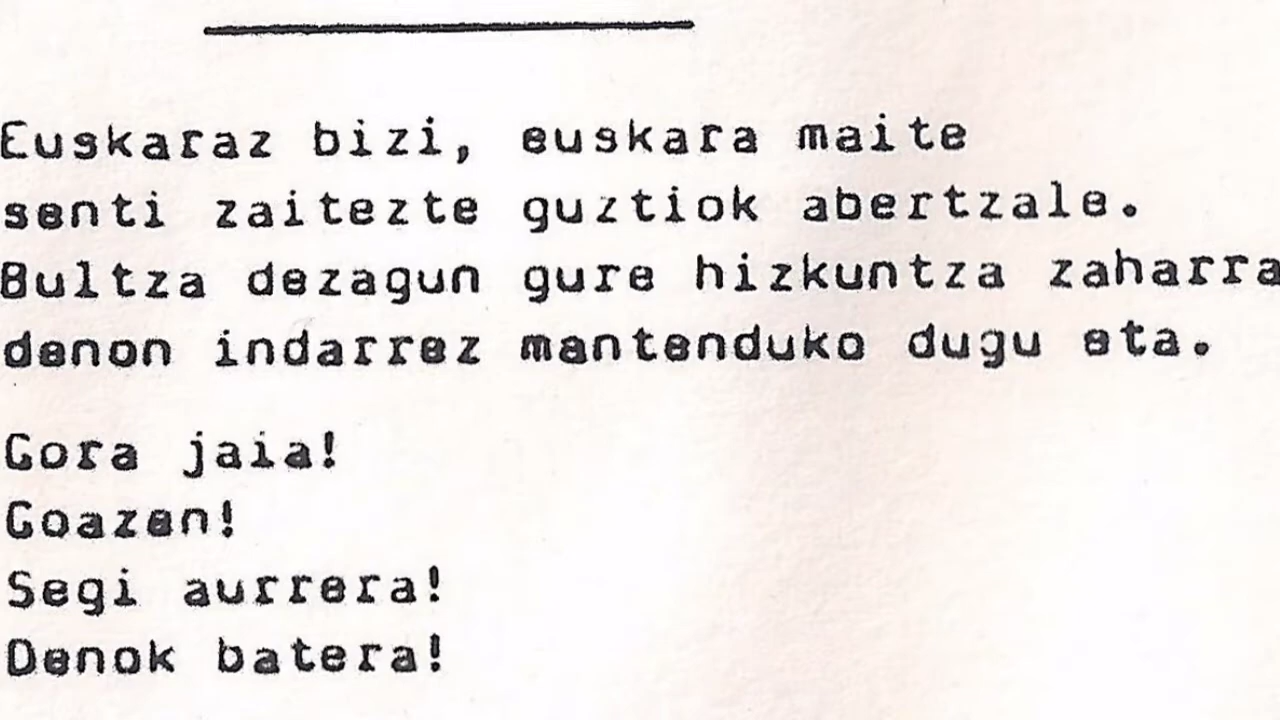 Euskaraz bizi, euskara maite
senti zaitezte guztiok abertzale.
Bultza dezagun gure hizkuntza zaharra
denon indarrez mantenduko dugu eta.
Gora jaia!
Goazen!
Segi aurrera!
Denok batera!